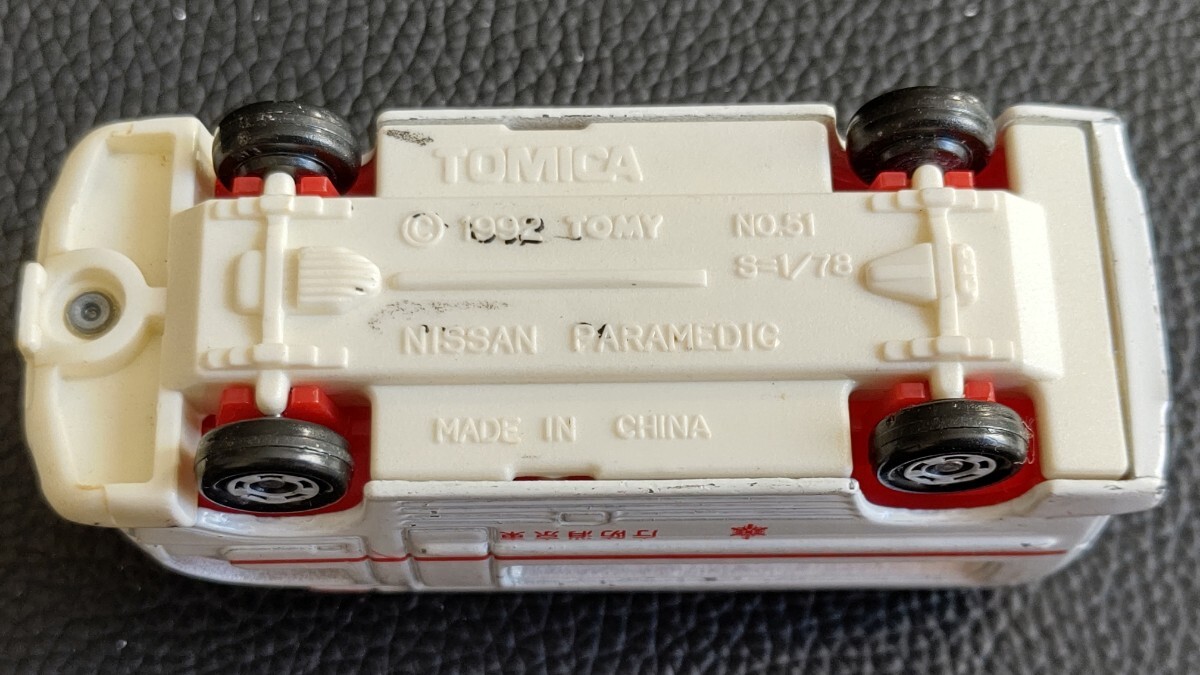 TOMICA
© 1992 TOMY NO.51
S=1/78
NISSAN PARAMEDIC
MADE IN CHINA
東京消防庁